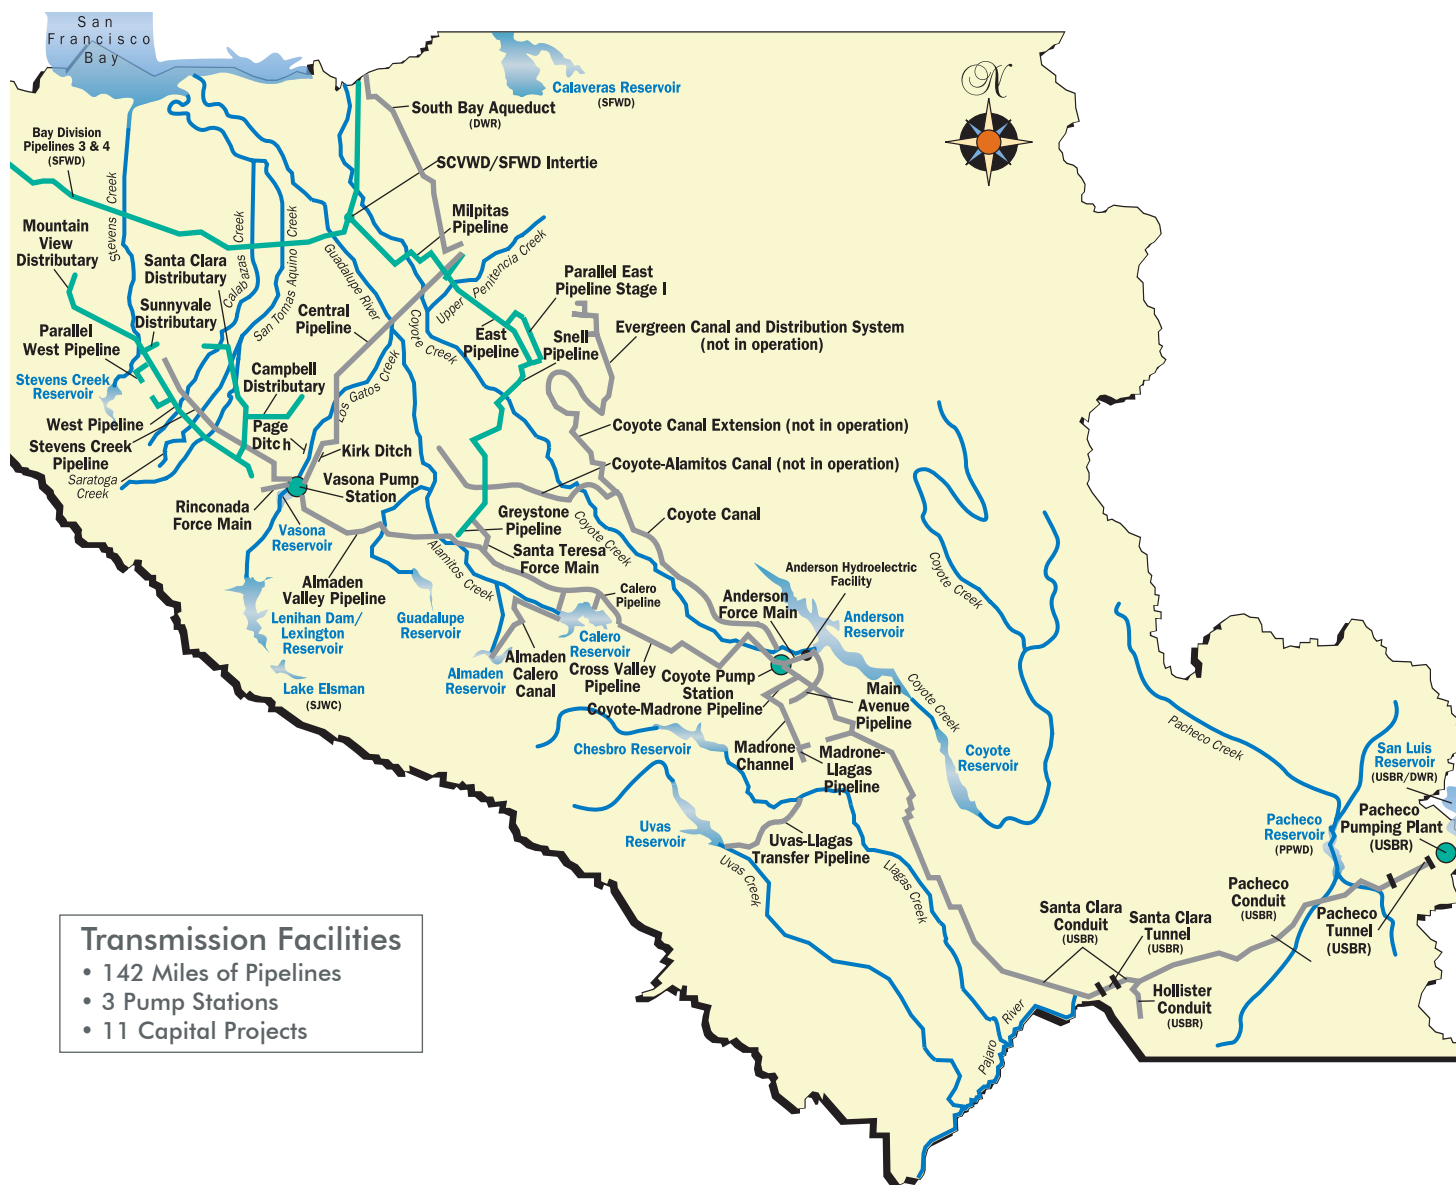 San
Francisco
Bay
N
Calaveras Reservoir
(SFWD)
South Bay Aqueduct
(DWR)
Bay Division
Pipelines 3 & 4
(SFWD)
SCVWD/SFWD Intertie
Stevens Creek
Mountain
View
Distributary
Milpitas
Pipeline
Calabazas Creek
San Tomas Aquino Creek
Guadalupe River
Upper Penitencia Creek
Santa Clara
Distributary
Parallel East
Pipeline Stage I
Sunnyvale
Distributary
Central
Pipeline
Coyote Creek
East
Pipeline
Snell
Pipeline
Evergreen Canal and Distribution System
(not in operation)
Parallel
West Pipeline
Stevens Creek
Reservoir
Campbell
Distributary
Los Gatos Creek
West Pipeline
Page
Ditch
Coyote Canal Extension (not in operation)
Stevens Creek
Pipeline
Kirk Ditch
Coyote-Alamitos Canal (not in operation)
Saratoga
Creek
Vasona Pump
Station
Rinconada
Force Main
Vasona
Reservoir
Greystone
Pipeline
Coyote Creek
Coyote Canal
Santa Teresa
Force Main
Alamitos Creek
Almaden
Valley Pipeline
Anderson Hydroelectric
Facility
Coyote Creek
Calero
Pipeline
Anderson
Force Main
Anderson
Reservoir
Lenihan Dam/
Lexington
Reservoir
Guadalupe
Reservoir
Calero
Reservoir
Almaden
Reservoir
Almaden
Calero
Canal
Cross Valley
Pipeline
Coyote Pump
Station
Lake Elsman
(SJWC)
Coyote-Madrone Pipeline
Main
Avenue
Pipeline
Coyote Creek
Pacheco Creek
Chesbro Reservoir
Madrone
Channel
Madrone-
Llagas
Pipeline
Coyote
Reservoir
San Luis
Reservoir
(USBR/DWR)
Uvas
Reservoir
Uvas-Llagas
Transfer Pipeline
Pacheco
Reservoir
(PPWD)
Pacheco
Pumping Plant
(USBR)
Uvas Creek
Llagas Creek
Pacheco
Conduit
(USBR)
Santa Clara
Conduit
(USBR)
Santa Clara
Tunnel
(USBR)
Pacheco
Tunnel
(USBR)
Hollister
Conduit
(USBR)
Pajaro River
Transmission Facilities
• 142 Miles of Pipelines
• 3 Pump Stations
• 11 Capital Projects